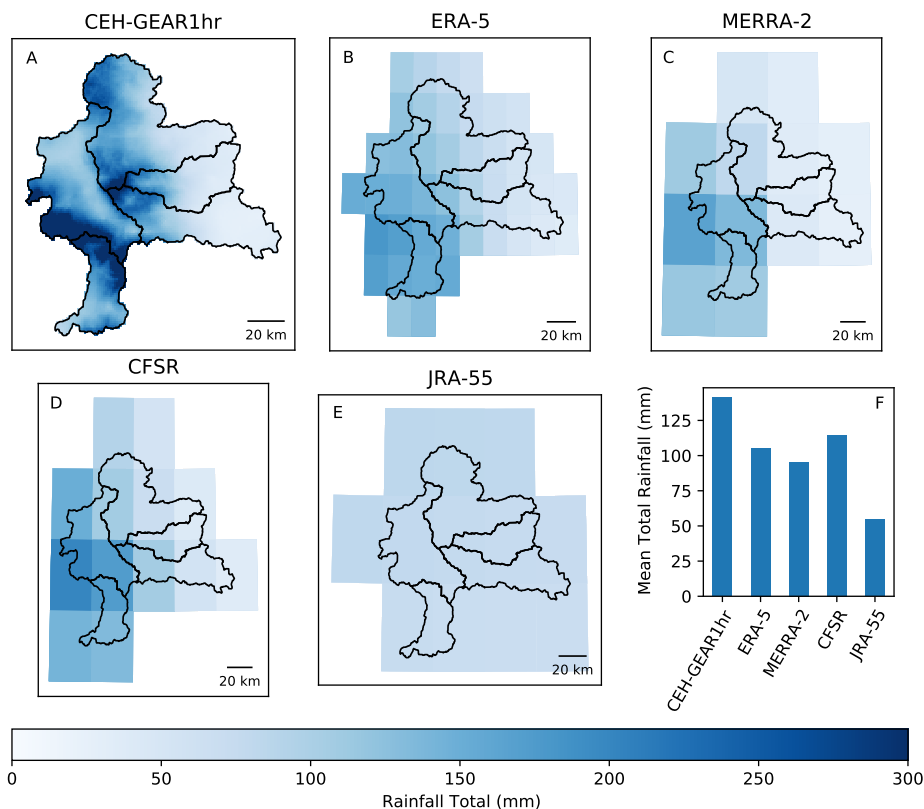 CEH-GEAR1hr
ERA-5
MERRA-2
A
B
C
20 km
20 km
20 km
CFSR
JRA-55
D
E
F
20 km
20 km
Mean Total Rainfall (mm)
125
100
75
50
25
0
CEH-GEAR1hr
ERA-5
MERRA-2
CFSR
JRA-55
0
50
100
150
200
250
300
Rainfall Total (mm)